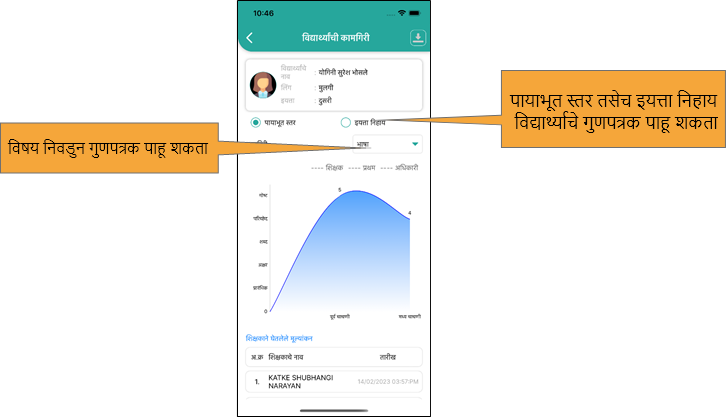 10:46
विद्यार्थ्यांची कामगिरी
विद्यार्थ्यांचे नाव : योगिनी सुरेश भोसले
लिंग : मुलगी
इयत्ता : दुसरी
पायाभूत स्तर
इयत्ता निहाय
पायाभूत स्तर तसेच इयत्ता निहाय
विद्यार्थ्याचे गुणपत्रक पाहू शकता
विषय निवडुन गुणपत्रक पाहू शकता
भाषा
---- शिक्षक ---- प्रथम ---- अधिकारी
गोष्ट
परिच्छेद
शब्द
अक्षर
प्रारंभिक
0
5
4
पूर्व चाचणी
मध्य चाचणी
शिक्षकाने घेतलेले मूल्यांकन
अ.क्र शिक्षकाचे नाव तारीख
1. KATKE SHUBHANGI
NARAYAN
14/02/2023 03:57:PM